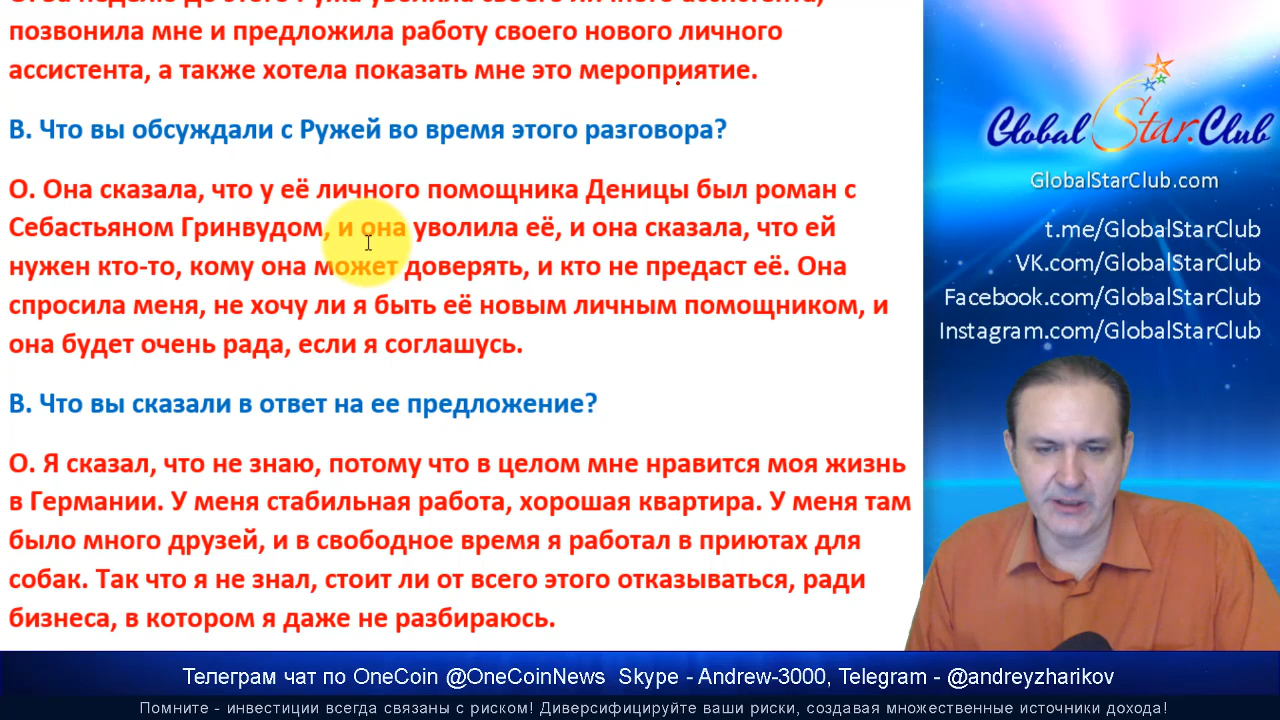 позвонила мне и предложила работу своего нового личного
ассистента, а также хотела показать мне это мероприятие.
В. Что вы обсуждали с Ружей во время этого разговора?
О. Она сказала, что у её личного помощника Деницы был роман с
Себастьяном Гринвудом, и она уволила её, и она сказала, что ей
нужен кто-то, кому она может доверять, и кто не предаст её. Она
спросила меня, не хочу ли я быть её новым личным помощником, и
она будет очень рада, если я соглашусь.
В. Что вы сказали в ответ на ее предложение?
О. Я сказал, что не знаю, потому что в целом мне нравится моя жизнь
в Германии. У меня стабильная работа, хорошая квартира. У меня там
было много друзей, и в свободное время я работал в приютах для
собак. Так что я не знал, стоит ли от всего этого отказываться, ради
бизнеса, в котором я даже не разбираюсь.
Global Star.Club
GlobalStarClub.com
t.me/GlobalStarClub
VK.com/GlobalStarClub
Facebook.com/GlobalStarClub
Instagram.com/GlobalStarClub
Телеграм чат по OneCoin @OneCoinNews Skype - Andrew-3000, Telegram - @andreyzharikov
Помните - инвестиции всегда связаны с риском! Диверсифицируйте ваши риски, создавая множественные источники дохода!